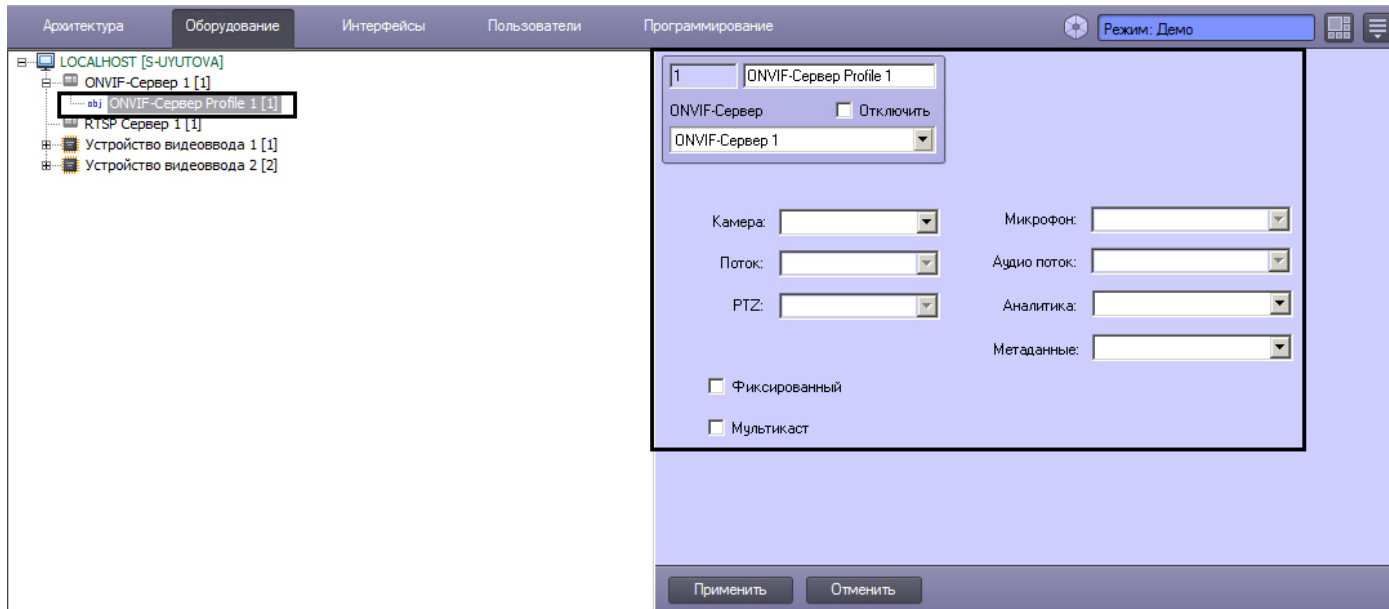 Архитектура Оборудование Интерфейсы Пользователи Программирование Режим: Демо
LOCALHOST [S-UYUTOVA]
ONVIF-Сервер 1 [1]
obj ONVIF-Сервер Profile 1 [1]
RTSP Сервер 1 [1]
Устройство видеоввода 1 [1]
Устройство видеоввода 2 [2]
1 ONVIF-Сервер Profile 1
ONVIF-Сервер Отключить
ONVIF-Сервер 1
Камера: Микрофон:
Поток: Аудио поток:
PTZ: Аналитика:
Метаданные:
Фиксированный
Мультикаст
Применить Отменить